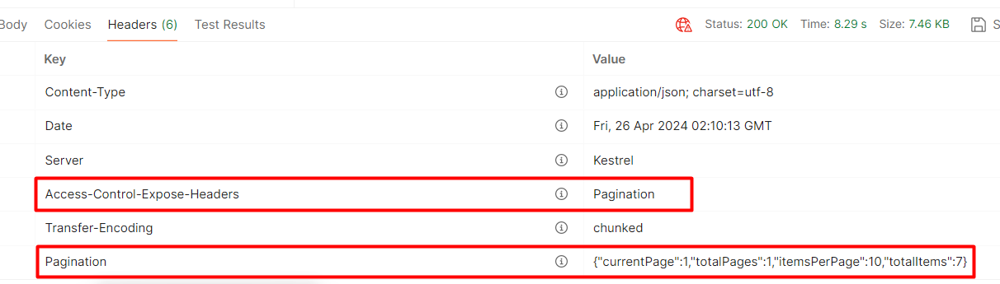 Body Cookies Headers (6) Test Results Status: 200 OK Time: 8.29 s Size: 7.46 KB S
Key Value
Content-Type application/json; charset=utf-8
Date Fri, 26 Apr 2024 02:10:13 GMT
Server Kestrel
Access-Control-Expose-Headers Pagination
Transfer-Encoding chunked
Pagination {"currentPage":1,"totalPages":1,"itemsPerPage":10,"totalItems":7}